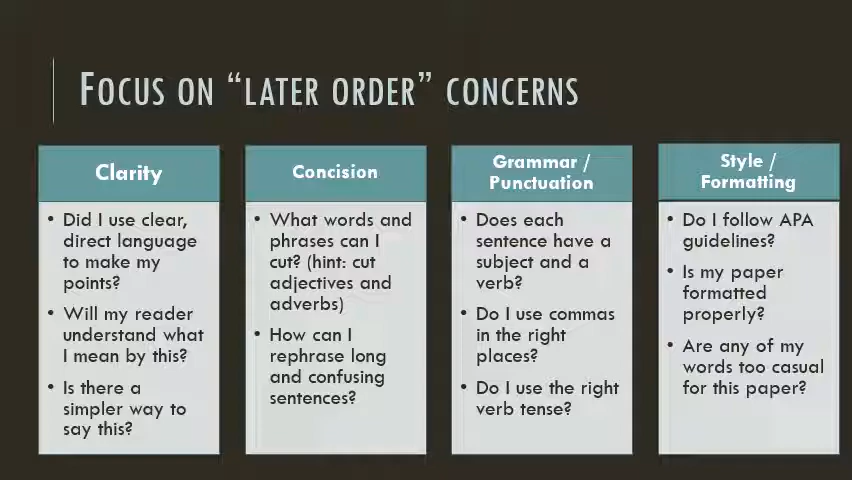 FOCUS ON “LATER ORDER” CONCERNS
Clarity
• Did I use clear,
direct language
to make my
points?
• Will my reader
understand what
I mean by this?
• Is there a
simpler way to
say this?
Concision
• What words and
phrases can I
cut? (hint: cut
adjectives and
adverbs)
• How can I
rephrase long
and confusing
sentences?
Grammar /
Punctuation
• Does each
sentence have a
subject and a
verb?
• Do I use commas
in the right
places?
• Do I use the right
verb tense?
Style /
Formatting
• Do I follow APA
guidelines?
• Is my paper
formatted
properly?
• Are any of my
words too casual
for this paper?